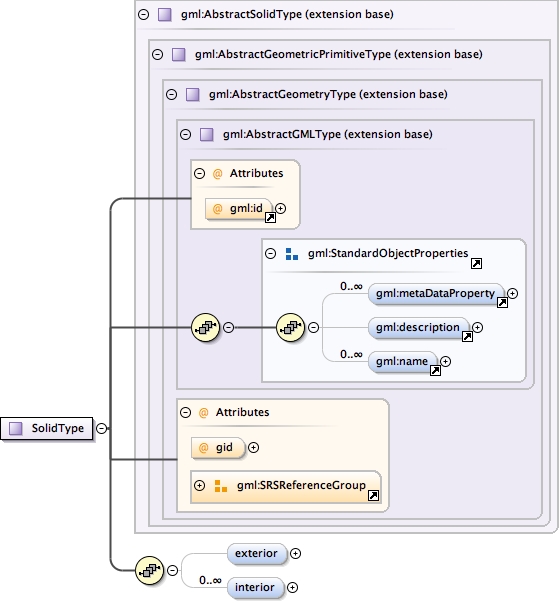 gml:AbstractSolidType (extension base)
gml:AbstractGeometricPrimitiveType (extension base)
gml:AbstractGeometryType (extension base)
gml:AbstractGMLType (extension base)
@ Attributes
@ gml:id
gml:StandardObjectProperties
0..∞
gml:metaDataProperty
gml:description
0..∞
gml:name
@ Attributes
SolidType
@ gid
gml:SRSReferenceGroup
exterior
0..∞
interior